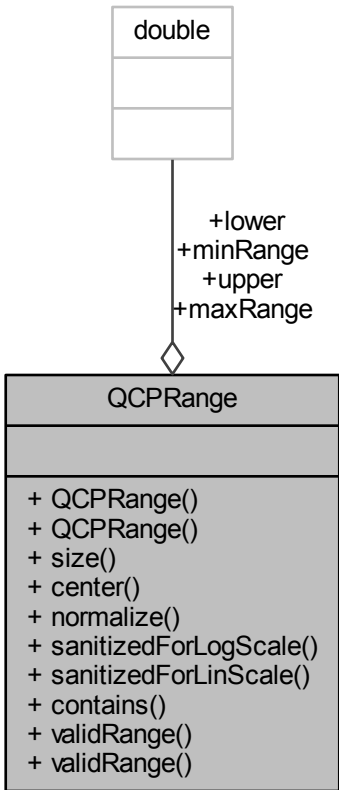 double
+lower
+minRange
+upper
+maxRange
QCPRange
+ QCPRange()
+ QCPRange()
+ size()
+ center()
+ normalize()
+ sanitizedForLogScale()
+ sanitizedForLinScale()
+ contains()
+ validRange()
+ validRange()